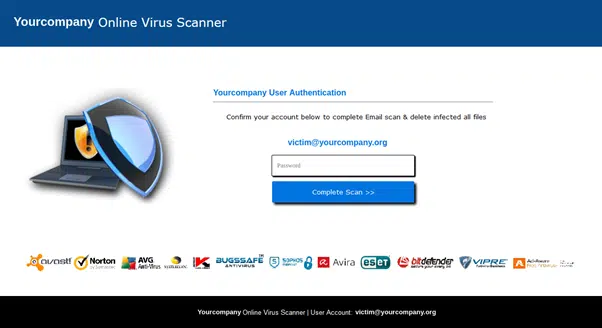 Yourcompany Online Virus Scanner
Yourcompany User Authentication
Confirm your account below to complete Email scan & delete infected all files
victim@yourcompany.org
Password
Complete Scan >>
avast! Norton AVG Anti-Virus BUGSSAFE ANTIVIRUS SOPHOS Avira eset bitdefender VIPRE Ad-Aware
Yourcompany Online Virus Scanner | User Account: victim@yourcompany.org